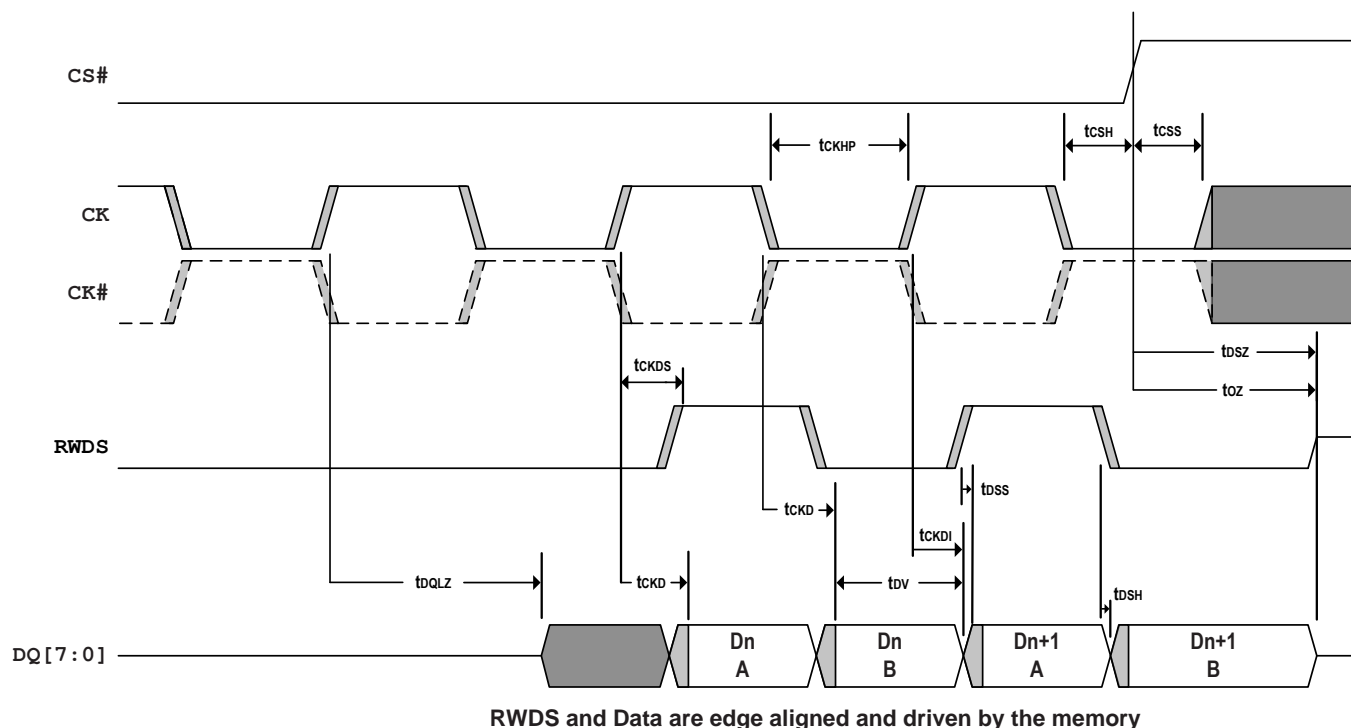 CS#
tCKHP
tCSH
tCSS
CK
CK#
tDSZ
tCKDS
tOZ
RWDS
tDSS
tCKD
tCKDI
tDQLZ
tCKD
tDV
tDSH
DQ[7:0]
Dn
A
Dn
B
Dn+1
A
Dn+1
B
RWDS and Data are edge aligned and driven by the memory